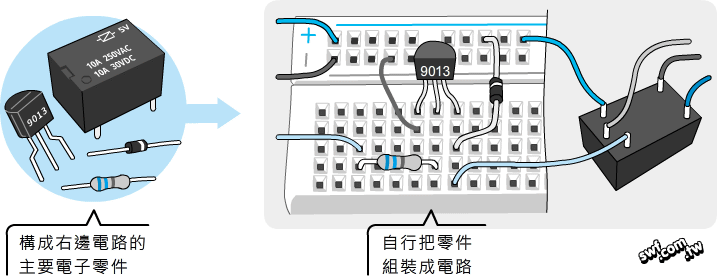 5V
10A 250VAC
10A 30VDC
9013
+
−
9013
構成右邊電路的
主要電子零件
自行把零件
組裝成電路
swf.com.tw